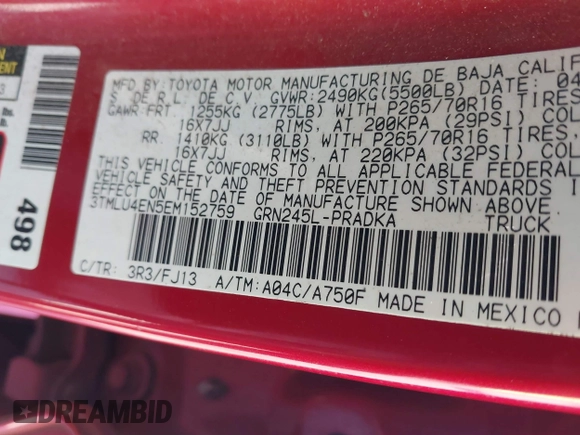 MFD. BY TOYOTA MOTOR MANUFACTURING DE BAJA CALIF
S. DE R.L. DE C.V. GVWR:2490KG(5500LB) DATE: 04
GAWR FRT 1255KG (2775LB) WITH P265/70R16 TIRES,
16X7JJ RIMS, AT 200KPA (29PSI) COL
RR 1410KG (3110LB) WITH P265/70R16 TIRES,
16X7JJ RIMS, AT 220KPA (32PSI) COL
THIS VEHICLE CONFORMS TO ALL APPLICABLE FEDERAL
VEHICLE SAFETY AND THEFT
EFFECT ON THE DATE OF MANUFACTURE SHOWN ABOVE
3TMLU4EN5EM152759 GRN245L-PRADKA TRUCK
C/TR: 3R3/FJ13 A/TM:A04C/A750F MADE IN MEXICO
498
DREAMBID